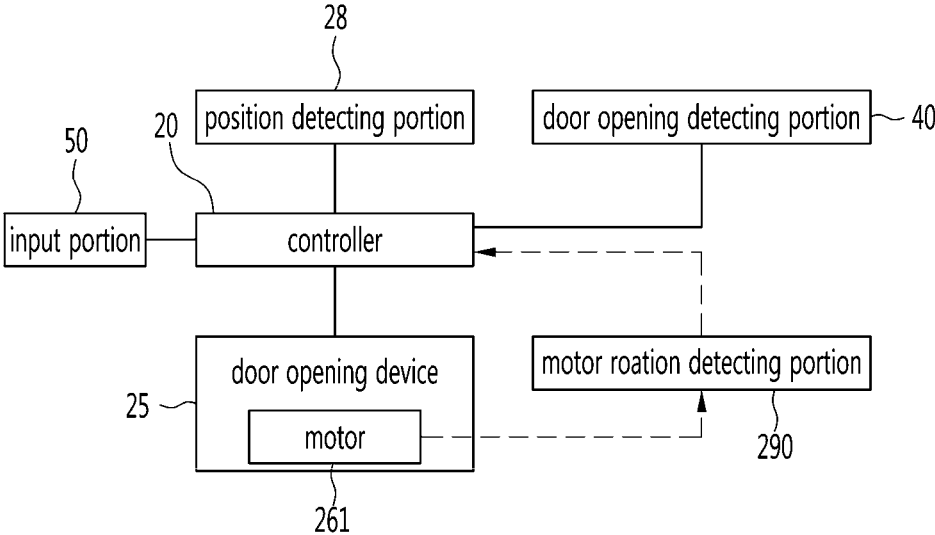 28
position detecting portion
door opening detecting portion
40
20
50
input portion
controller
door opening device
motor roation detecting portion
25
motor
290
261